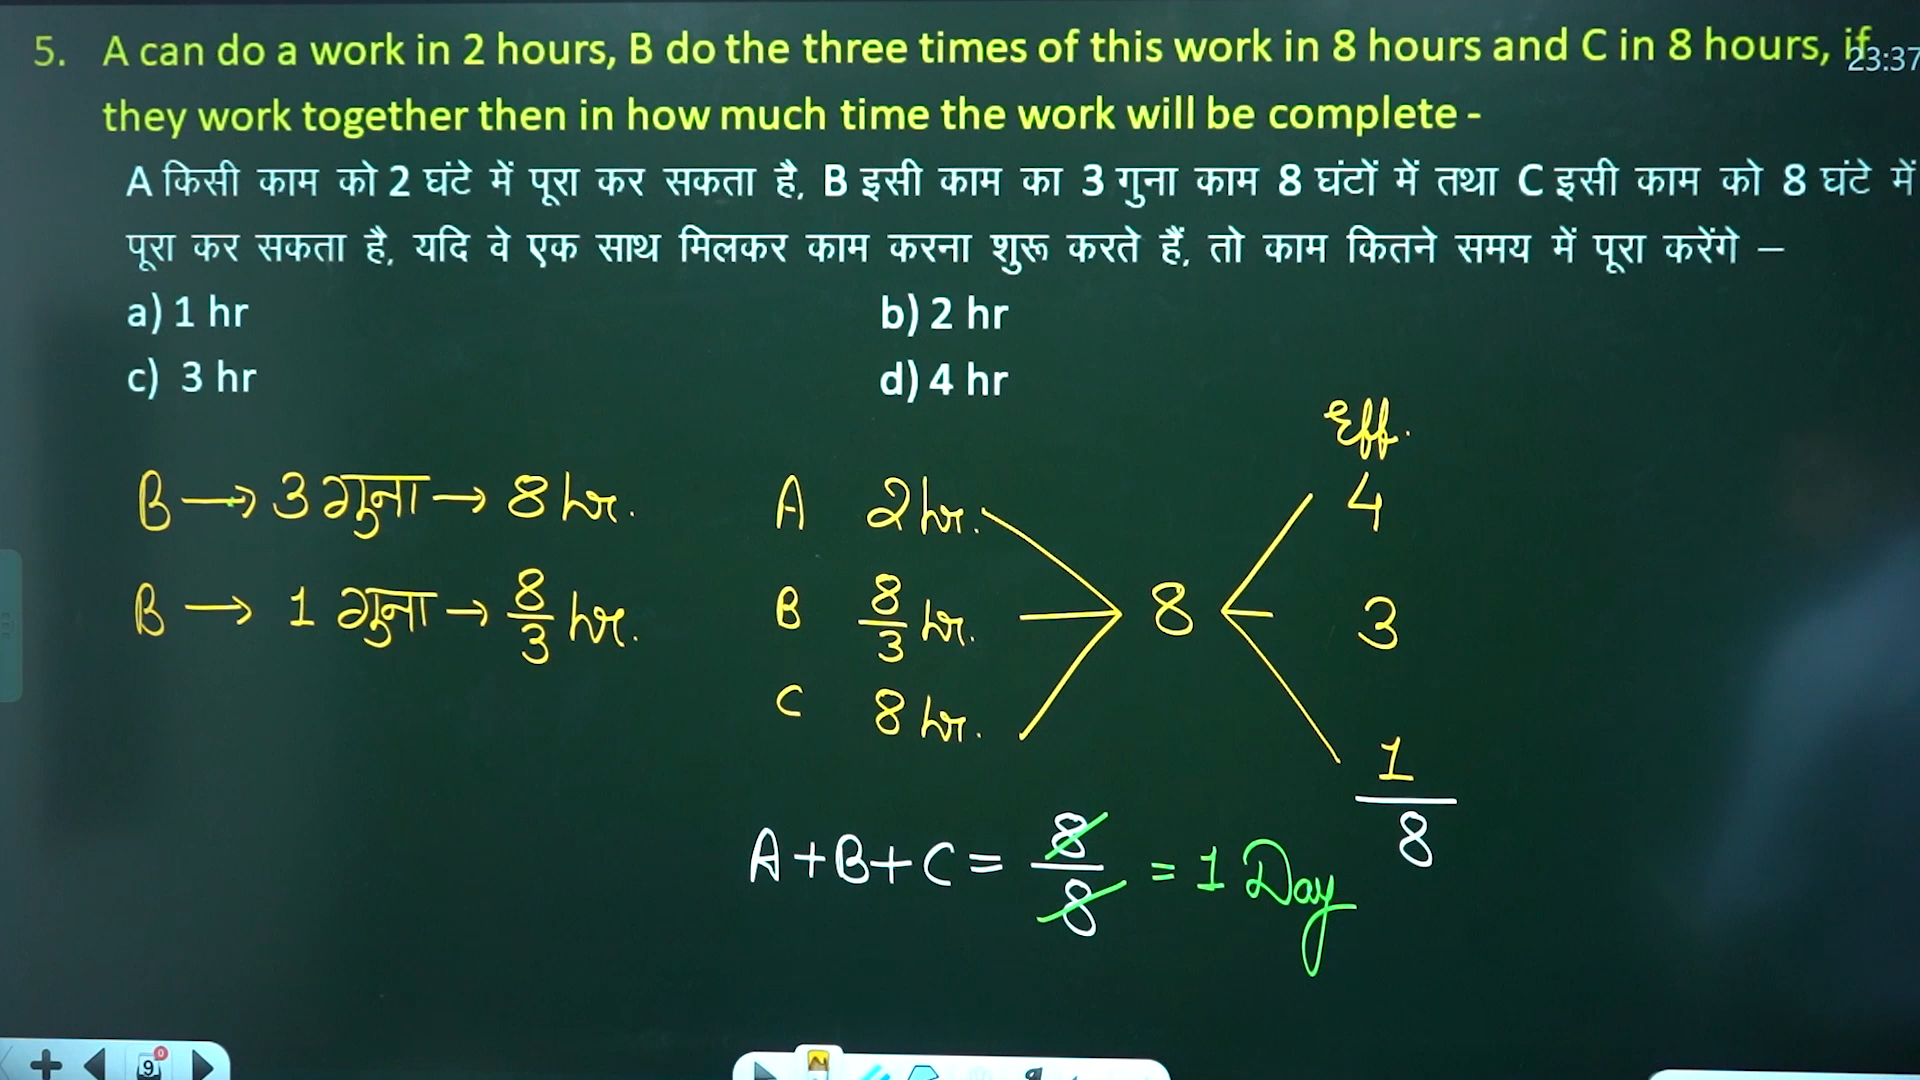 5. A can do a work in 2 hours, B do the three times of this work in 8 hours and C in 8 hours, if
23:37
they work together then in how much time the work will be complete -
A किसी काम को 2 घंटे में पूरा कर सकता है, B इसी काम का 3 गुना काम 8 घंटों में तथा C इसी काम को 8 घंटे में
पूरा कर सकता है, यदि वे एक साथ मिलकर काम करना शुरू करते हैं, तो काम कितने समय में पूरा करेंगे –
a) 1 hr b) 2 hr
c) 3 hr d) 4 hr
Eff.
B → 3 गुना → 8 hr. A 2 hr. 4
B → 1 गुना → 8/3 hr. B 8/3 hr. 8 3
C 8 hr. 1
8
A+B+C = 8/8 = 1 Day
9
0